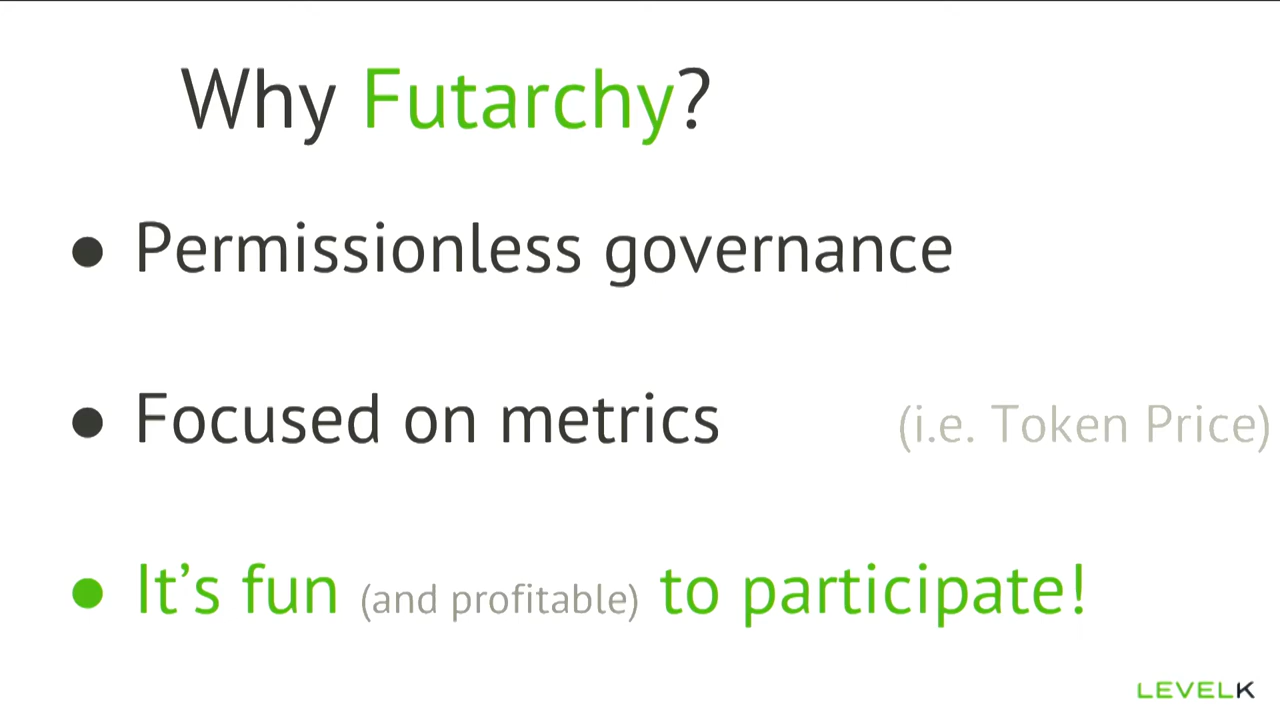 Why Futarchy?
● Permissionless governance
● Focused on metrics (i.e. Token Price)
● It’s fun (and profitable) to participate!
LEVELK